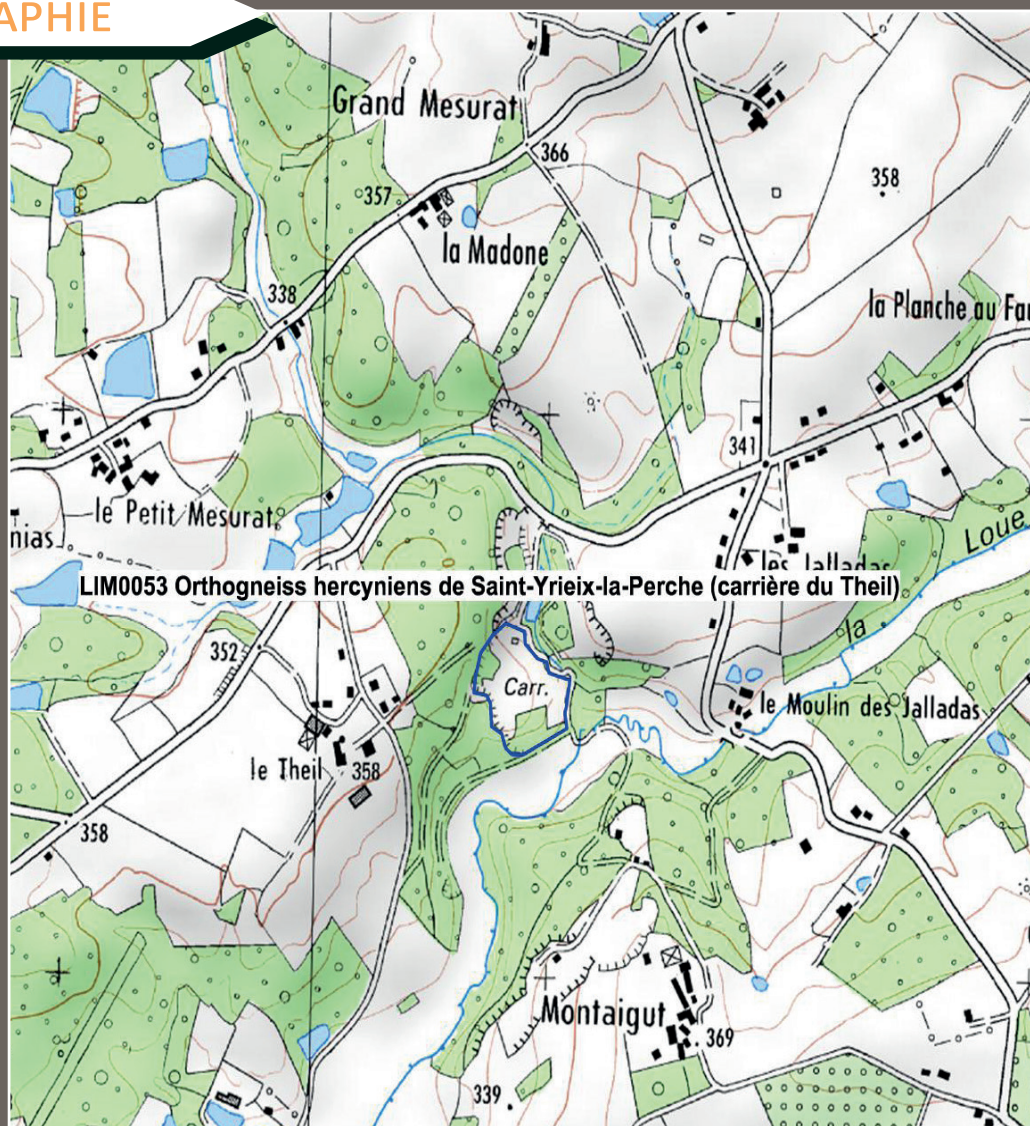 APHIE
Grand Mesurat
366
357
358
la Madone
338
la Planche au Fau
341
le Petit Mesurat
nias
les Jalladas
Loue
la
LIM0053 Orthogneiss hercyniens de Saint-Yrieix-la-Perche (carrière du Theil)
352
Carr.
le Moulin des Jalladas
le Theil
358
358
Montaigut
369
339